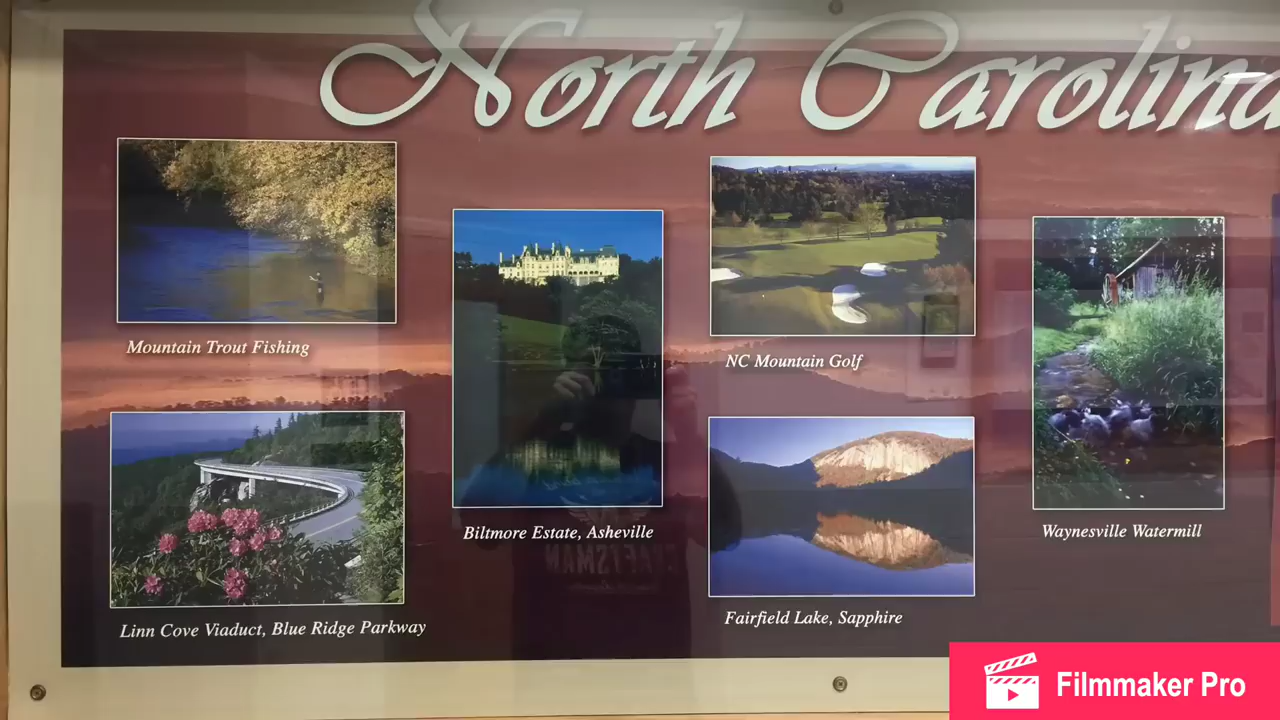 North Carolina
Mountain Trout Fishing
NC Mountain Golf
Biltmore Estate, Asheville
Waynesville Watermill
Linn Cove Viaduct, Blue Ridge Parkway
Fairfield Lake, Sapphire
CRAFTSMAN
Filmmaker Pro